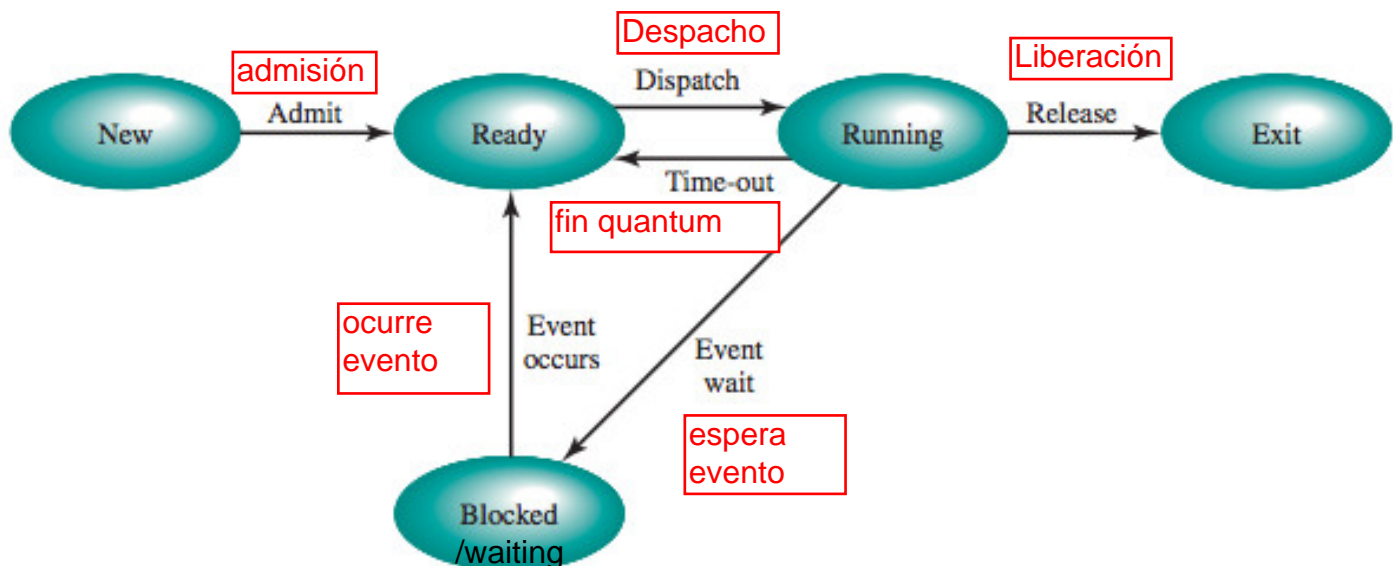 Despacho
Liberación
admisión
Dispatch
Admit
Release
New
Ready
Running
Exit
Time-out
fin quantum
ocurre
evento
Event
occurs
Event
wait
espera
evento
Blocked
/waiting